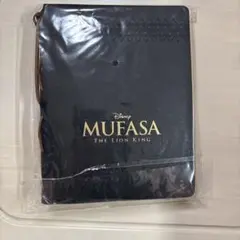 Disney
MUFASA
THE LION KING